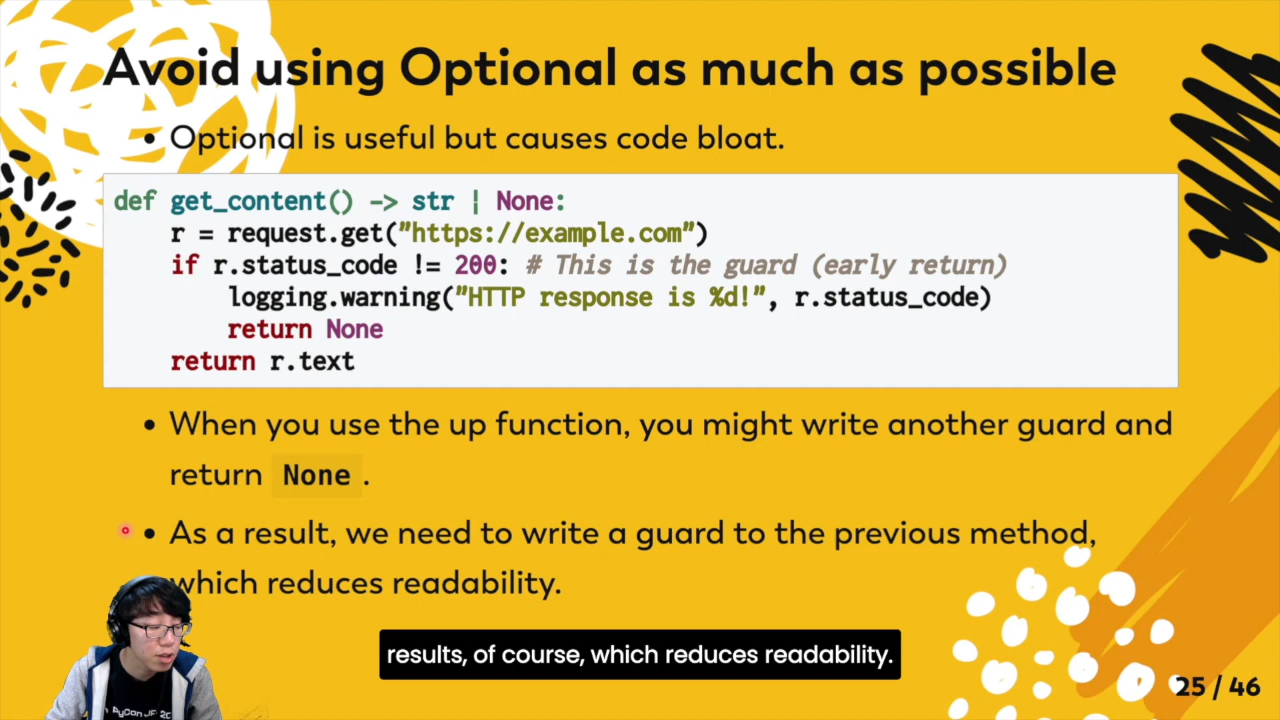 Avoid using Optional as much as possible
• Optional is useful but causes code bloat.
def get_content() -> str | None:
    r = request.get("https://example.com")
    if r.status_code != 200: # This is the guard (early return)
        logging.warning("HTTP response is %d!", r.status_code)
        return None
    return r.text
• When you use the up function, you might write another guard and
return None .
• As a result, we need to write a guard to the previous method,
which reduces readability.
results, of course, which reduces readability.
PyCon JP 20
25 / 46